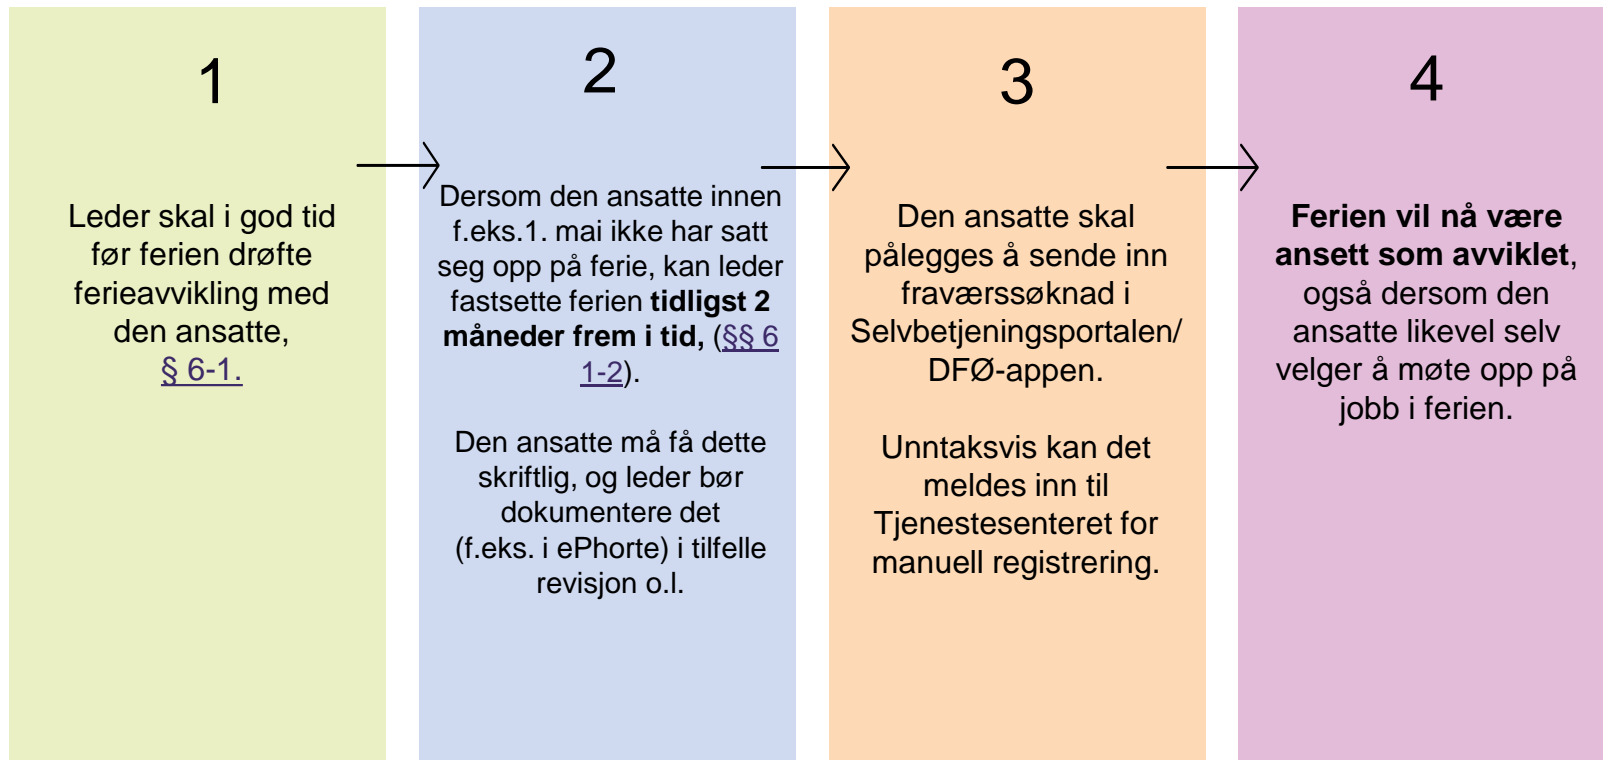 1
Leder skal i god tid
før ferien drøfte
ferieavvikling med
den ansatte,
§ 6-1.
2
Dersom den ansatte innen
f.eks.1. mai ikke har satt
seg opp på ferie, kan leder
fastsette ferien tidligst 2
måneder frem i tid, (§§ 6
1-2).
Den ansatte må få dette
skriftlig, og leder bør
dokumentere det
(f.eks. i ePhorte) i tilfelle
revisjon o.l.
3
Den ansatte skal
pålegges å sende inn
fraværssøknad i
Selvbetjeningsportalen/
DFØ-appen.
Unntaksvis kan det
meldes inn til
Tjenestesenteret for
manuell registrering.
4
Ferien vil nå være
ansett som avviklet,
også dersom den
ansatte likevel selv
velger å møte opp på
jobb i ferien.